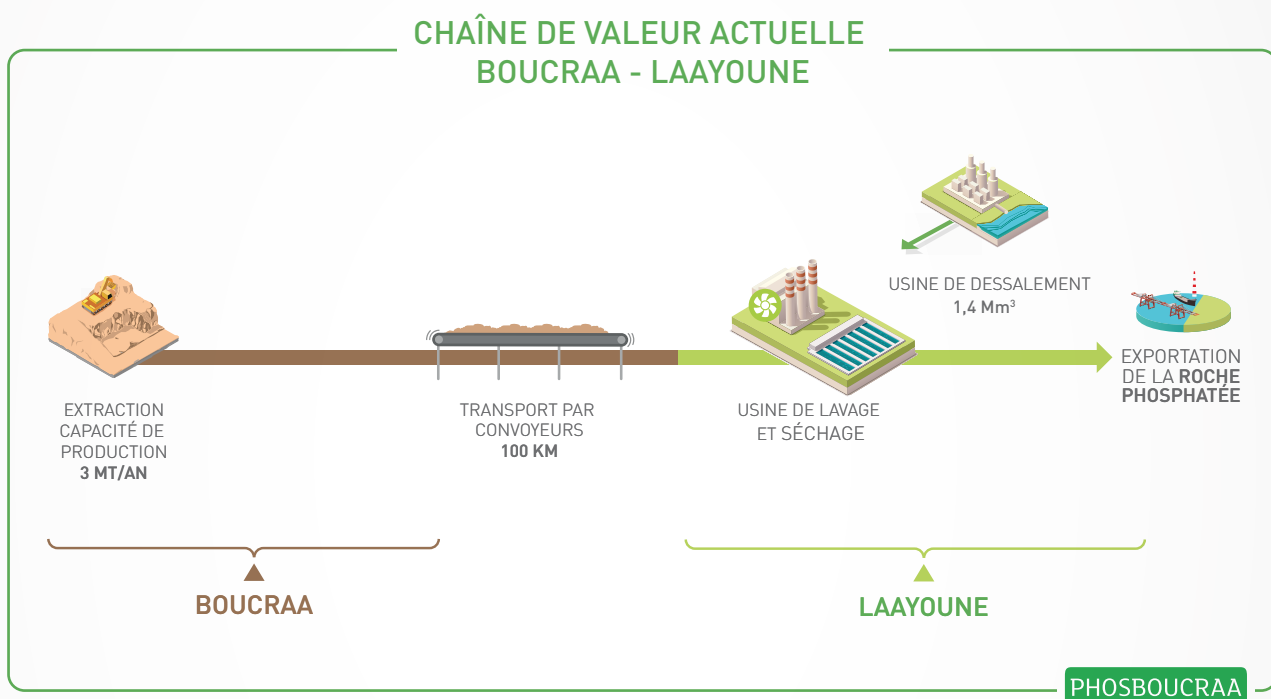 CHAÎNE DE VALEUR ACTUELLE
BOUCRAA - LAAYOUNE
EXTRACTION
CAPACITÉ DE
PRODUCTION
3 MT/AN
TRANSPORT PAR
CONVOYEURS
100 KM
USINE DE LAVAGE
ET SÉCHAGE
USINE DE DESSALEMENT
1,4 Mm³
EXPORTATION
DE LA ROCHE
PHOSPHATÉE
BOUCRAA
LAAYOUNE
PHOSBOUCRAA